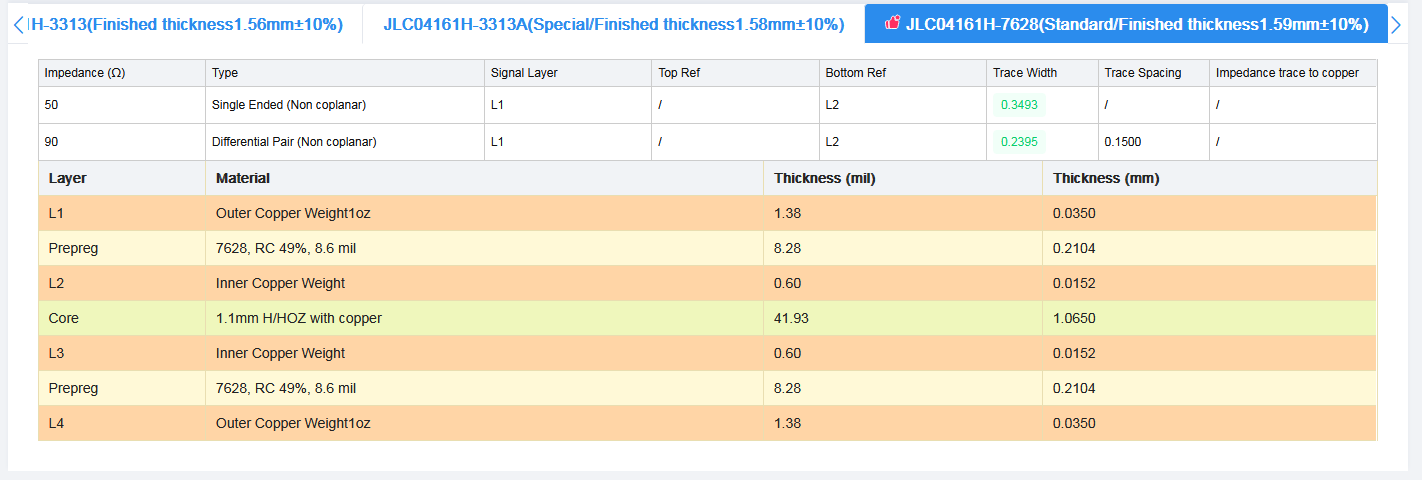 H-3313(Finished thickness1.56mm±10%) JLC04161H-3313A(Special/Finished thickness1.58mm±10%) JLC04161H-7628(Standard/Finished thickness1.59mm±10%)
Impedance (Ω) Type Signal Layer Top Ref Bottom Ref Trace Width Trace Spacing Impedance trace to copper
50 Single Ended (Non coplanar) L1 / L2 0.3493 / /
90 Differential Pair (Non coplanar) L1 / L2 0.2395 0.1500 /
Layer Material Thickness (mil) Thickness (mm)
L1 Outer Copper Weight1oz 1.38 0.0350
Prepreg 7628, RC 49%, 8.6 mil 8.28 0.2104
L2 Inner Copper Weight 0.60 0.0152
Core 1.1mm H/HOZ with copper 41.93 1.0650
L3 Inner Copper Weight 0.60 0.0152
Prepreg 7628, RC 49%, 8.6 mil 8.28 0.2104
L4 Outer Copper Weight1oz 1.38 0.0350